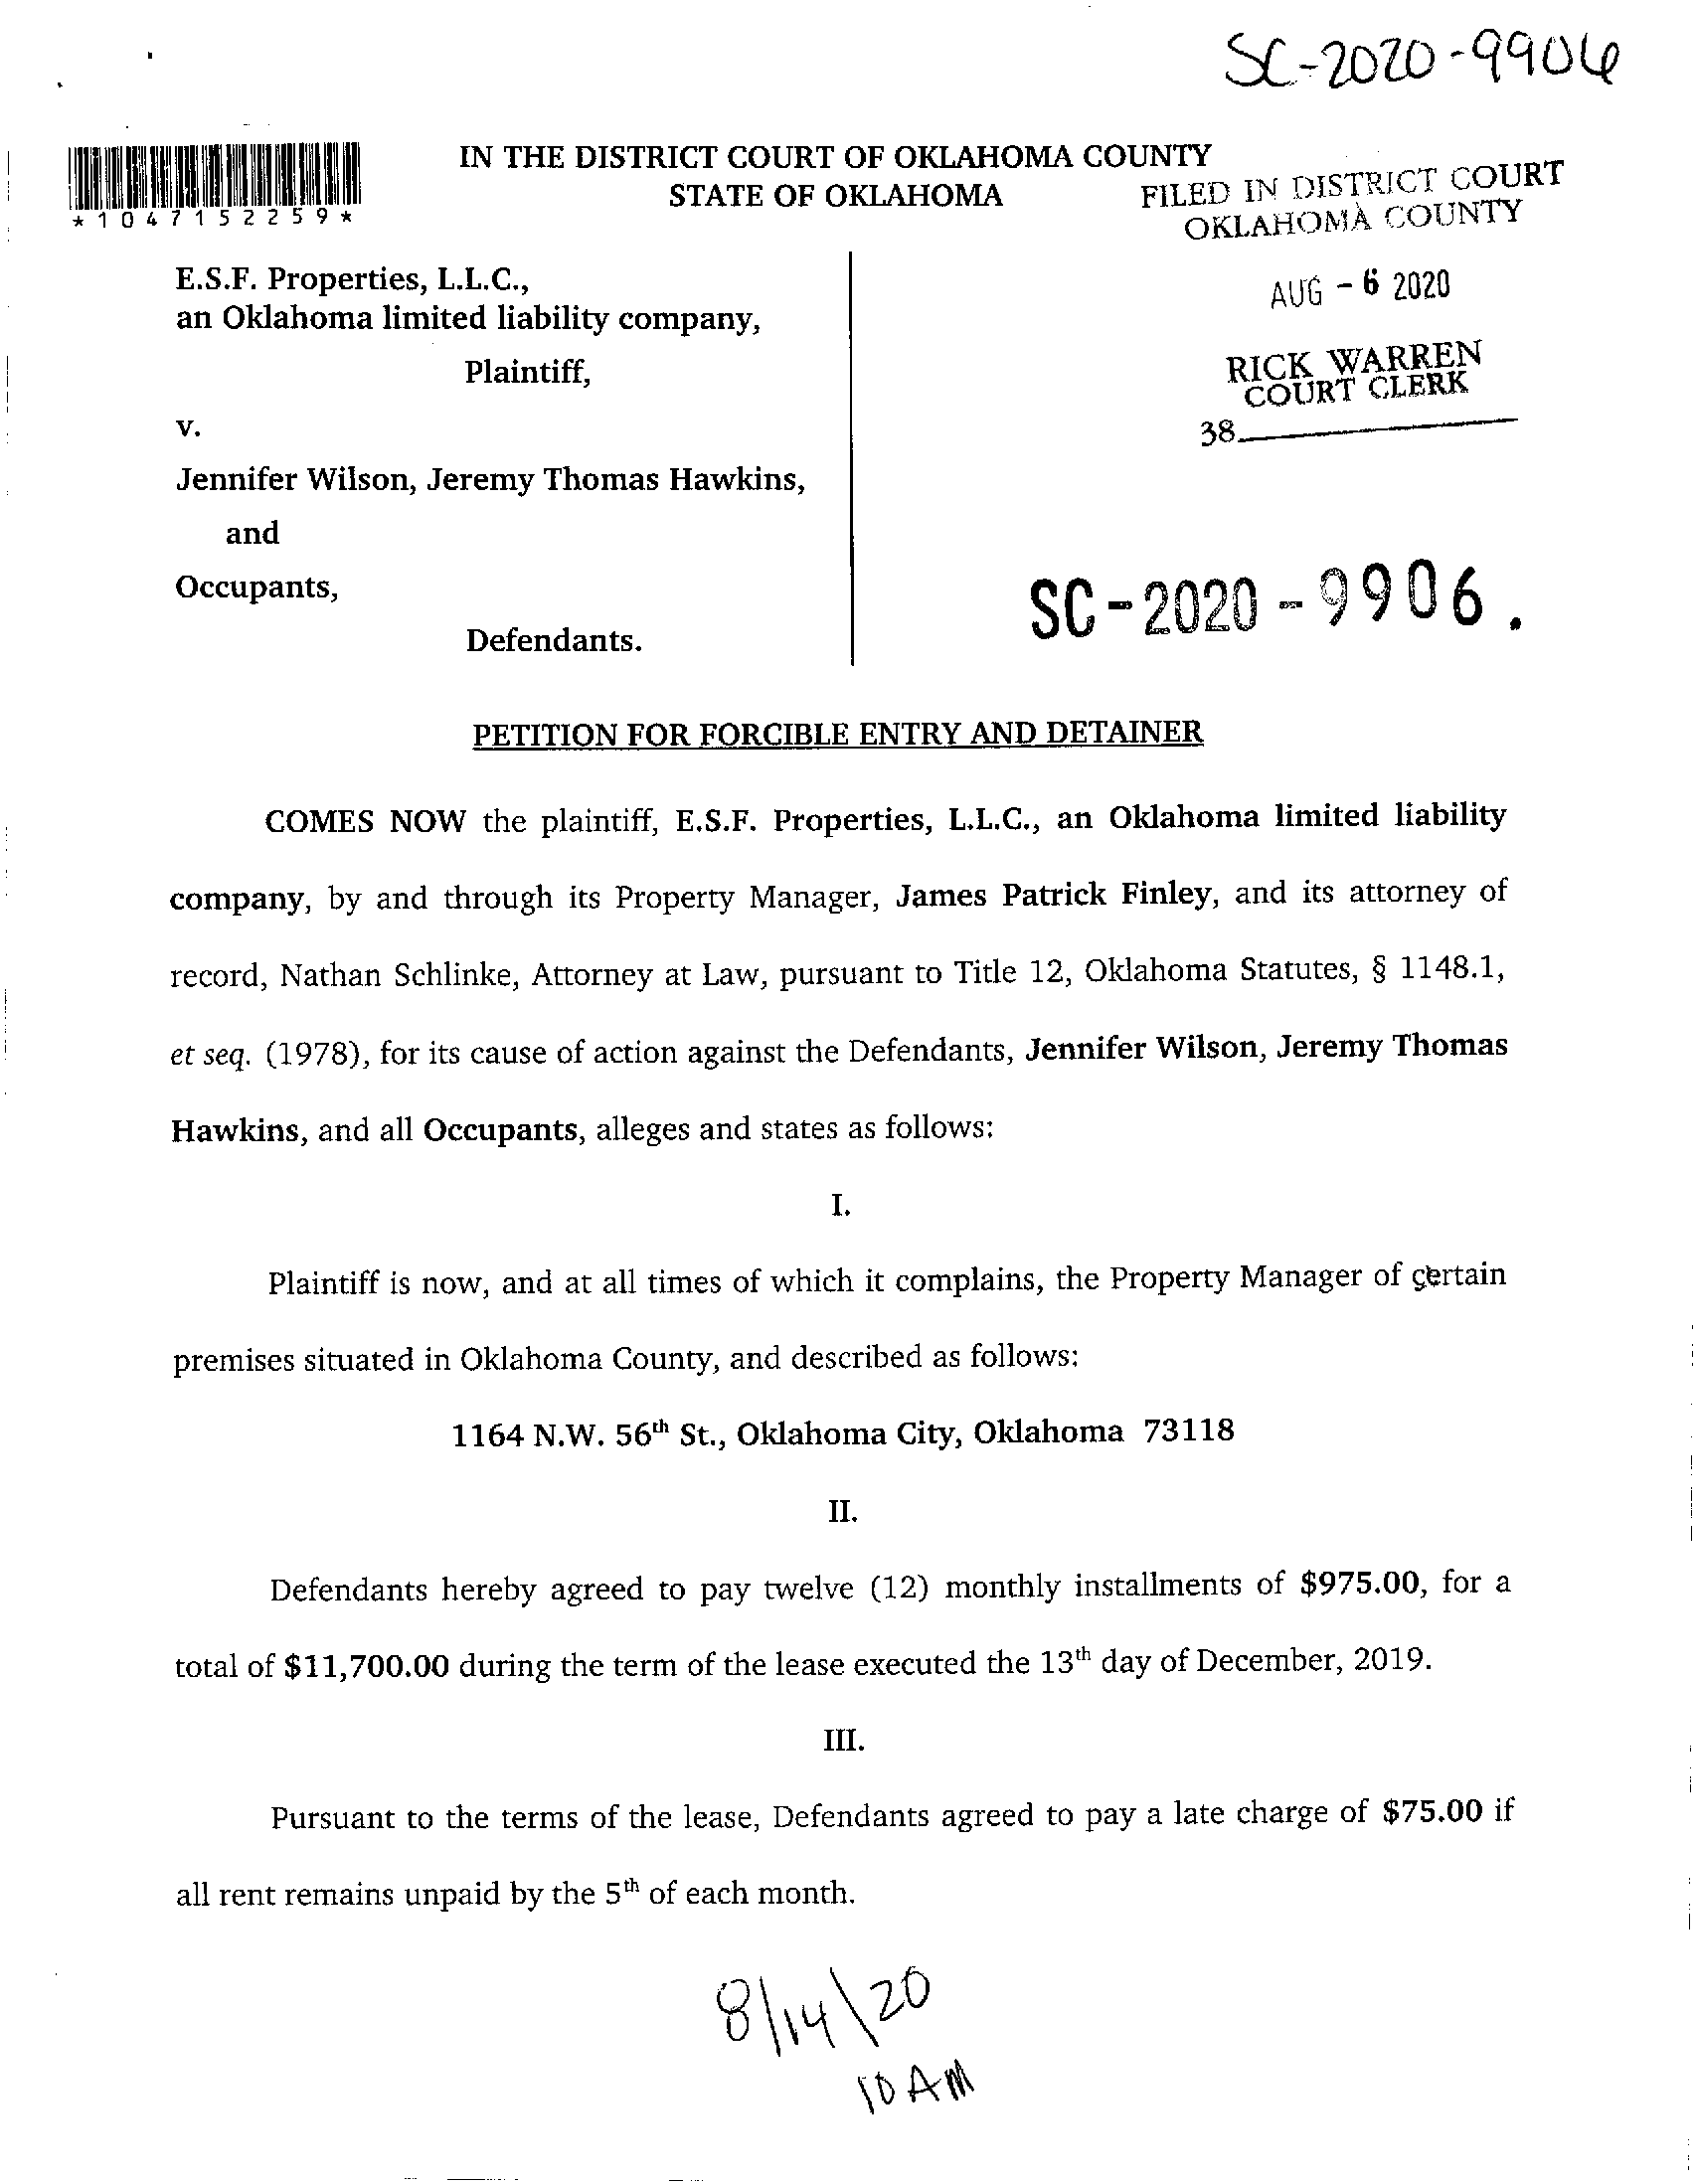 SC-2020-9906
IN THE DISTRICT COURT OF OKLAHOMA COUNTY
STATE OF OKLAHOMA
*1047152259*
FILED IN DISTRICT COURT
OKLAHOMA COUNTY
E.S.F. Properties, L.L.C.,
an Oklahoma limited liability company,
Plaintiff,
v.
Jennifer Wilson, Jeremy Thomas Hawkins,
and
Occupants,
Defendants.
AUG - 6 2020
RICK WARREN
COURT CLERK
38
SC-2020-9906.
PETITION FOR FORCIBLE ENTRY AND DETAINER
COMES NOW the plaintiff, E.S.F. Properties, L.L.C., an Oklahoma limited liability
company, by and through its Property Manager, James Patrick Finley, and its attorney of
record, Nathan Schlinke, Attorney at Law, pursuant to Title 12, Oklahoma Statutes, § 1148.1,
et seq. (1978), for its cause of action against the Defendants, Jennifer Wilson, Jeremy Thomas
Hawkins, and all Occupants, alleges and states as follows:
I.
Plaintiff is now, and at all times of which it complains, the Property Manager of certain
premises situated in Oklahoma County, and described as follows:
1164 N.W. 56th St., Oklahoma City, Oklahoma 73118
II.
Defendants hereby agreed to pay twelve (12) monthly installments of $975.00, for a
total of $11,700.00 during the term of the lease executed the 13th day of December, 2019.
III.
Pursuant to the terms of the lease, Defendants agreed to pay a late charge of $75.00 if
all rent remains unpaid by the 5th of each month.
8\14\20
10 AM